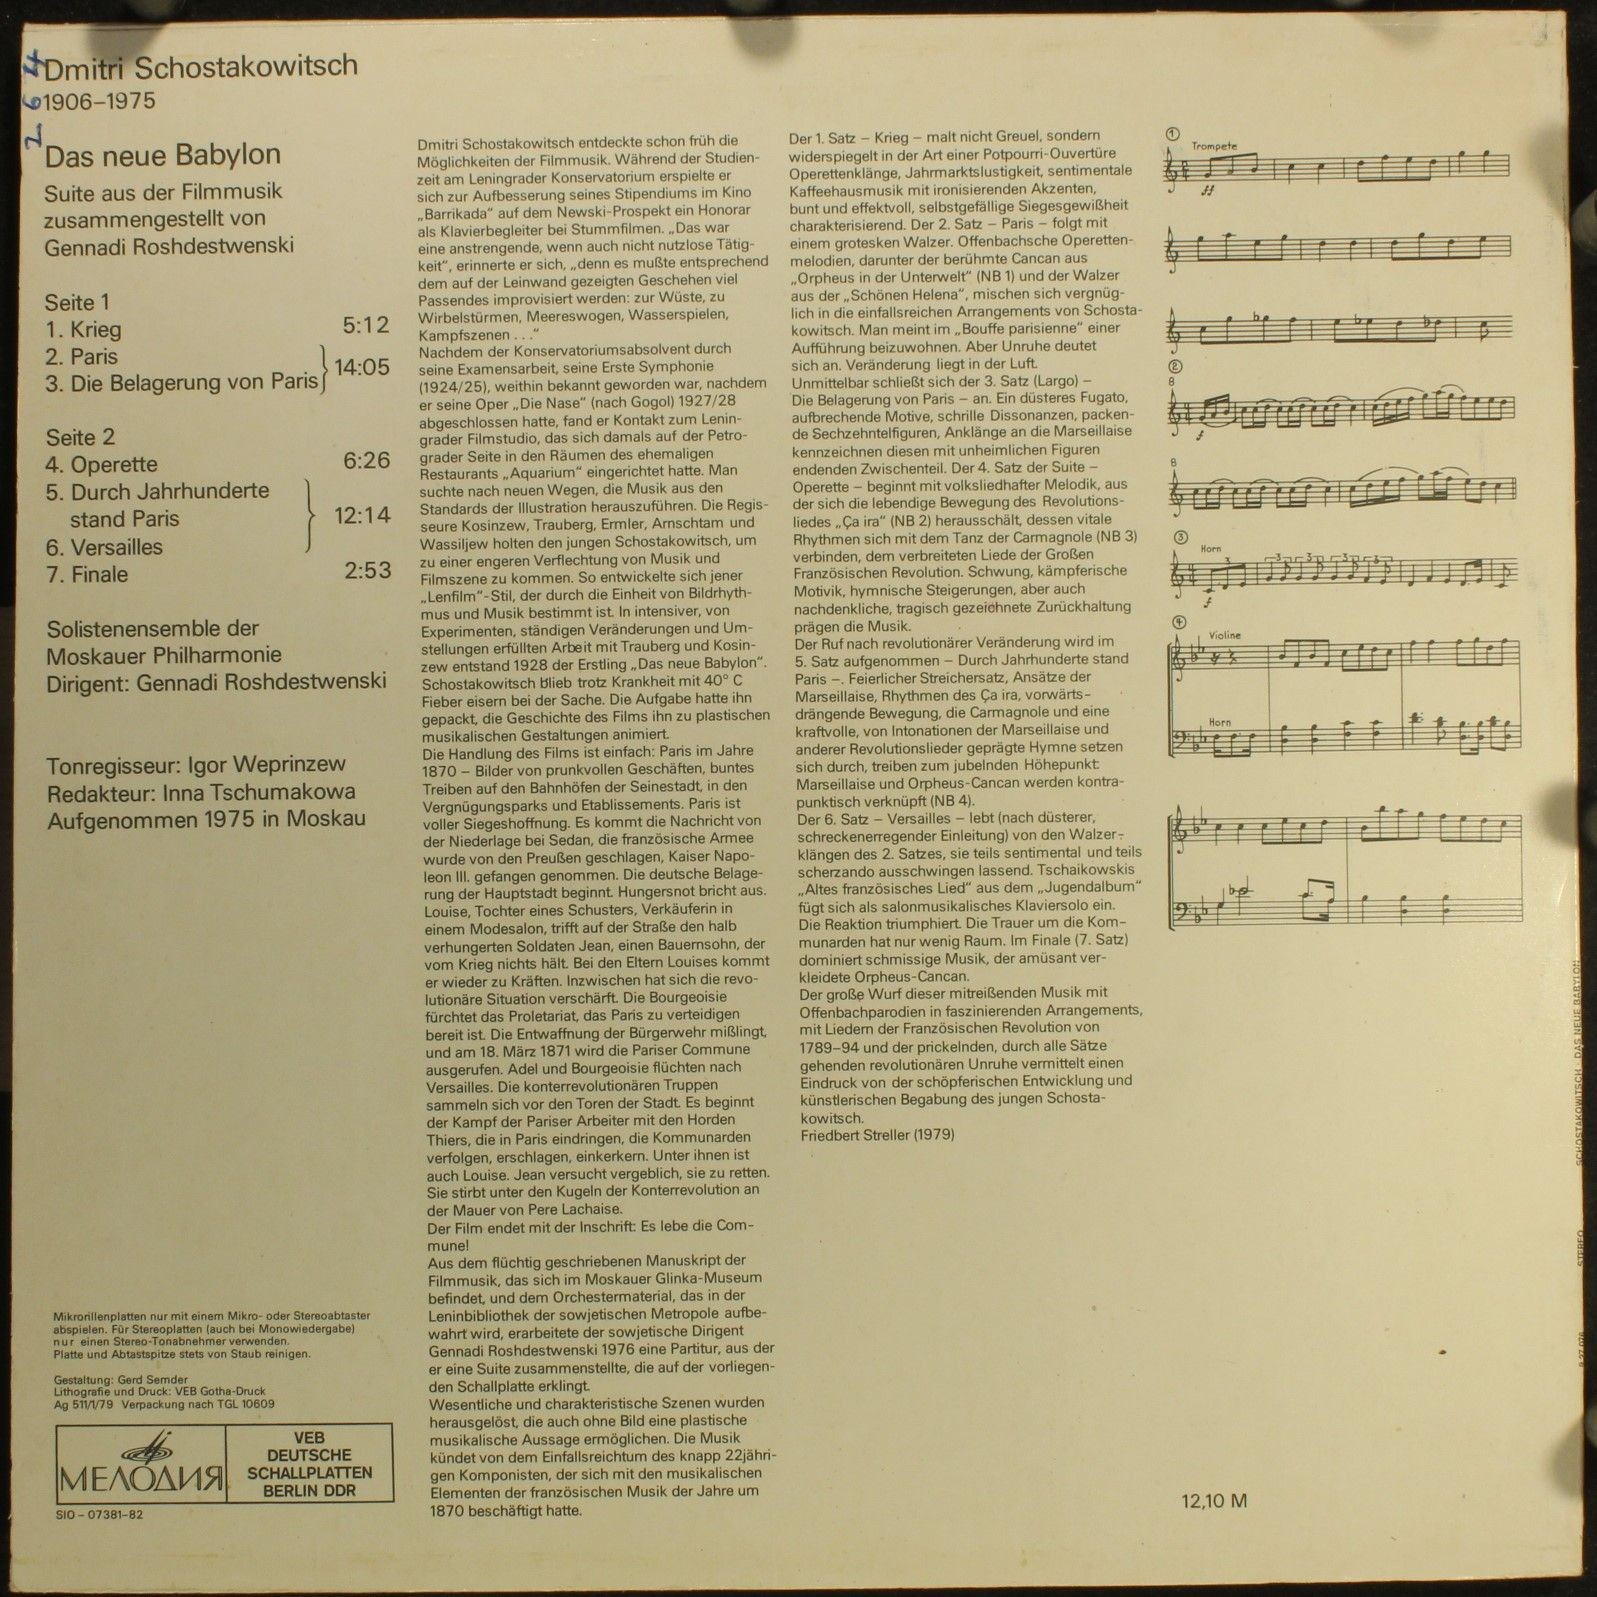 264
Dmitri Schostakowitsch
1906–1975
Das neue Babylon
Suite aus der Filmmusik
zusammengestellt von
Gennadi Roshdestwenski
Seite 1
1. Krieg 5:12
2. Paris
3. Die Belagerung von Paris 14:05
Seite 2
4. Operette 6:26
5. Durch Jahrhunderte
stand Paris 12:14
6. Versailles
7. Finale 2:53
Solistenensemble der
Moskauer Philharmonie
Dirigent: Gennadi Roshdestwenski
Tonregisseur: Igor Weprinzew
Redakteur: Inna Tschumakowa
Aufgenommen 1975 in Moskau
Mikrorillenplatten nur mit einem Mikro- oder Stereoabtaster
abspielen. Für Stereoplatten (auch bei Monowiedergabe)
nur einen Stereo-Tonabnehmer verwenden.
Platte und Abtastspitze stets von Staub reinigen.
Gestaltung: Gerd Semder
Lithografie und Druck: VEB Gotha-Druck
Ag 511/1/79 Verpackung nach TGL 10609
МЕЛОДИЯ
VEB
DEUTSCHE
SCHALLPLATTEN
BERLIN DDR
SIO – 07381–82
Dmitri Schostakowitsch entdeckte schon früh die
Möglichkeiten der Filmmusik. Während der Studien-
zeit am Leningrader Konservatorium erspielte er
sich zur Aufbesserung seines Stipendiums im Kino
„Barrikada“ auf dem Newski-Prospekt ein Honorar
als Klavierbegleiter bei Stummfilmen. „Das war
eine anstrengende, wenn auch nicht nutzlose Tätig-
keit“, erinnerte er sich, „denn es mußte entsprechend
dem auf der Leinwand gezeigten Geschehen viel
Passendes improvisiert werden: zur Wüste, zu
Wirbelstürmen, Meereswogen, Wasserspielen,
Kampfszenen . . .“
Nachdem der Konservatoriumsabsolvent durch
seine Examensarbeit, seine Erste Symphonie
(1924/25), weithin bekannt geworden war, nachdem
er seine Oper „Die Nase“ (nach Gogol) 1927/28
abgeschlossen hatte, fand er Kontakt zum Lenin-
grader Filmstudio, das sich damals auf der Petro-
grader Seite in den Räumen des ehemaligen
Restaurants „Aquarium“ eingerichtet hatte. Man
suchte nach neuen Wegen, die Musik aus den
Standards der Illustration herauszuführen. Die Regis-
seure Kosinzew, Trauberg, Ermler, Arnschtam und
Wassiljew holten den jungen Schostakowitsch, um
zu einer engeren Verflechtung von Musik und
Filmszene zu kommen. So entwickelte sich jener
„Lenfilm“-Stil, der durch die Einheit von Bildrhyth-
mus und Musik bestimmt ist. In intensiver, von
Experimenten, ständigen Veränderungen und Um-
stellungen erfüllten Arbeit mit Trauberg und Kosin-
zew entstand 1928 der Erstling „Das neue Babylon“.
Schostakowitsch blieb trotz Krankheit mit 40° C
Fieber eisern bei der Sache. Die Aufgabe hatte ihn
gepackt, die Geschichte des Films ihn zu plastischen
musikalischen Gestaltungen animiert.
Die Handlung des Films ist einfach: Paris im Jahre
1870 – Bilder von prunkvollen Geschäften, buntes
Treiben auf den Bahnhöfen der Seinestadt, in den
Vergnügungsparks und Etablissements. Paris ist
voller Siegeshoffnung. Es kommt die Nachricht von
der Niederlage bei Sedan, die französische Armee
wurde von den Preußen geschlagen, Kaiser Napo-
leon III. gefangen genommen. Die deutsche Belage-
rung der Hauptstadt beginnt. Hungersnot bricht aus.
Louise, Tochter eines Schusters, Verkäuferin in
einem Modesalon, trifft auf der Straße den halb
verhungerten Soldaten Jean, einen Bauernsohn, der
vom Krieg nichts hält. Bei den Eltern Louises kommt
er wieder zu Kräften. Inzwischen hat sich die revo-
lutionäre Situation verschärft. Die Bourgeoisie
fürchtet das Proletariat, das Paris zu verteidigen
bereit ist. Die Entwaffnung der Bürgerwehr mißlingt,
und am 18. März 1871 wird die Pariser Commune
ausgerufen. Adel und Bourgeoisie flüchten nach
Versailles. Die konterrevolutionären Truppen
sammeln sich vor den Toren der Stadt. Es beginnt
der Kampf der Pariser Arbeiter mit den Horden
Thiers, die in Paris eindringen, die Kommunarden
verfolgen, erschlagen, einkerkern. Unter ihnen ist
auch Louise. Jean versucht vergeblich, sie zu retten.
Sie stirbt unter den Kugeln der Konterrevolution an
der Mauer von Pere Lachaise.
Der Film endet mit der Inschrift: Es lebe die Com-
mune!
Aus dem flüchtig geschriebenen Manuskript der
Filmmusik, das sich im Moskauer Glinka-Museum
befindet, und dem Orchestermaterial, das in der
Leninbibliothek der sowjetischen Metropole aufbe-
wahrt wird, erarbeitete der sowjetische Dirigent
Gennadi Roshdestwenski 1976 eine Partitur, aus der
er eine Suite zusammenstellte, die auf der vorliegen-
den Schallplatte erklingt.
Wesentliche und charakteristische Szenen wurden
herausgelöst, die auch ohne Bild eine plastische
musikalische Aussage ermöglichen. Die Musik
kündet von dem Einfallsreichtum des knapp 22jähri-
gen Komponisten, der sich mit den musikalischen
Elementen der französischen Musik der Jahre um
1870 beschäftigt hatte.
Der 1. Satz – Krieg – malt nicht Greuel, sondern
widerspiegelt in der Art einer Potpourri-Ouvertüre
Operettenklänge, Jahrmarktslustigkeit, sentimentale
Kaffeehausmusik mit ironisierenden Akzenten,
bunt und effektvoll, selbstgefällige Siegesgewißheit
charakterisierend. Der 2. Satz – Paris – folgt mit
einem grotesken Walzer. Offenbachsche Operetten-
melodien, darunter der berühmte Cancan aus
„Orpheus in der Unterwelt“ (NB 1) und der Walzer
aus der „Schönen Helena“, mischen sich vergnüg-
lich in die einfallsreichen Arrangements von Schosta-
kowitsch. Man meint im „Bouffe parisienne“ einer
Aufführung beizuwohnen. Aber Unruhe deutet
sich an. Veränderung liegt in der Luft.
Unmittelbar schließt sich der 3. Satz (Largo) –
Die Belagerung von Paris – an. Ein düsteres Fugato,
aufbrechende Motive, schrille Dissonanzen, packen-
de Sechzehntelfiguren, Anklänge an die Marseillaise
kennzeichnen diesen mit unheimlichen Figuren
endenden Zwischenteil. Der 4. Satz der Suite –
Operette – beginnt mit volksliedhafter Melodik, aus
der sich die lebendige Bewegung des Revolutions-
liedes „Ça ira“ (NB 2) herausschält, dessen vitale
Rhythmen sich mit dem Tanz der Carmagnole (NB 3)
verbinden, dem verbreiteten Liede der Großen
Französischen Revolution. Schwung, kämpferische
Motivik, hymnische Steigerungen, aber auch
nachdenkliche, tragisch gezeichnete Zurückhaltung
prägen die Musik.
Der Ruf nach revolutionärer Veränderung wird im
5. Satz aufgenommen – Durch Jahrhunderte stand
Paris –. Feierlicher Streichersatz, Ansätze der
Marseillaise, Rhythmen des Ça ira, vorwärts-
drängende Bewegung, die Carmagnole und eine
kraftvolle, von Intonationen der Marseillaise und
anderer Revolutionslieder geprägte Hymne setzen
sich durch, treiben zum jubelnden Höhepunkt:
Marseillaise und Orpheus-Cancan werden kontra-
punktisch verknüpft (NB 4).
Der 6. Satz – Versailles – lebt (nach düsterer,
schreckenerregender Einleitung) von den Walzer-
klängen des 2. Satzes, sie teils sentimental und teils
scherzando ausschwingen lassend. Tschaikowskis
„Altes französisches Lied“ aus dem „Jugendalbum“
fügt sich als salonmusikalisches Klaviersolo ein.
Die Reaktion triumphiert. Die Trauer um die Kom-
munarden hat nur wenig Raum. Im Finale (7. Satz)
dominiert schmissige Musik, der amüsant ver-
kleidete Orpheus-Cancan.
Der große Wurf dieser mitreißenden Musik mit
Offenbachparodien in faszinierenden Arrangements,
mit Liedern der Französischen Revolution von
1789–94 und der prickelnden, durch alle Sätze
gehenden revolutionären Unruhe vermittelt einen
Eindruck von der schöpferischen Entwicklung und
künstlerischen Begabung des jungen Schosta-
kowitsch.
Friedbert Streller (1979)
1
Trompete
ff
2
8
f
8
3
Horn
3 3 3 3 3
f
4
Violine
Horn
12,10 M
SCHOSTAKOWITSCH DAS NEUE BABYLON
STEREO